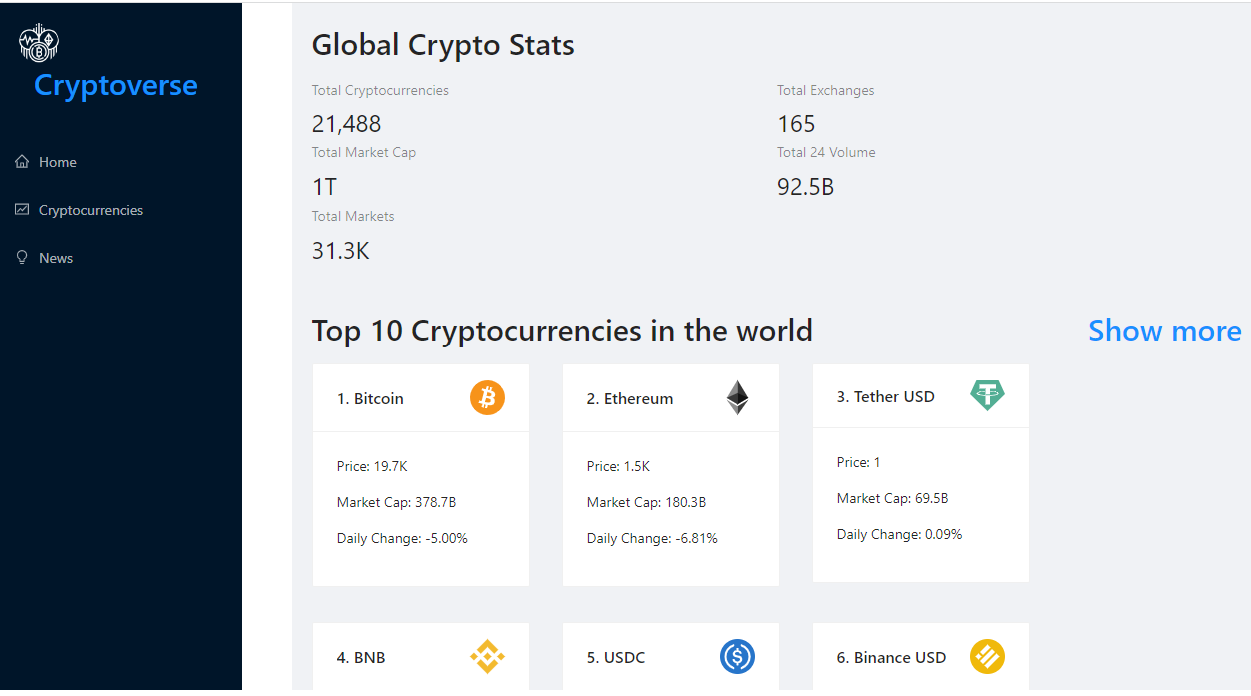 Cryptoverse
Home
Cryptocurrencies
News
Global Crypto Stats
Total Cryptocurrencies
21,488
Total Exchanges
165
Total Market Cap
1T
Total 24 Volume
92.5B
Total Markets
31.3K
Top 10 Cryptocurrencies in the world
Show more
1. Bitcoin
Price: 19.7K
Market Cap: 378.7B
Daily Change: -5.00%
2. Ethereum
Price: 1.5K
Market Cap: 180.3B
Daily Change: -6.81%
3. Tether USD
Price: 1
Market Cap: 69.5B
Daily Change: 0.09%
4. BNB
5. USDC
6. Binance USD